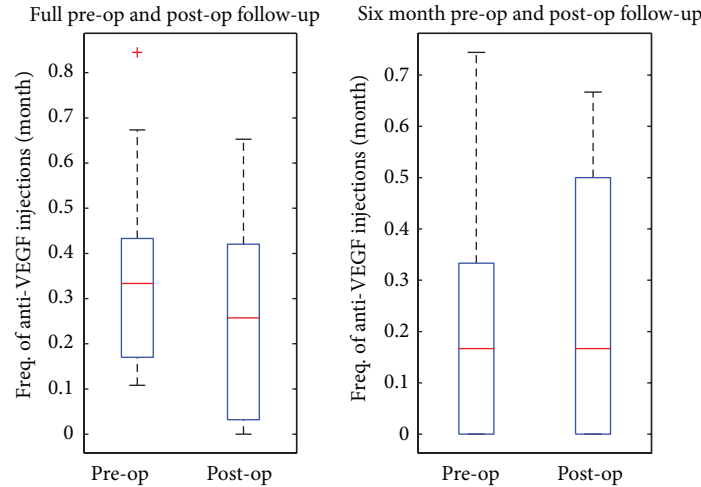 Full pre-op and post-op follow-up
Freq. of anti-VEGF injections (month)
0.8
0.7
0.6
0.5
0.4
0.3
0.2
0.1
0
Pre-op Post-op
Six month pre-op and post-op follow-up
Freq. of anti-VEGF injections (month)
0.7
0.6
0.5
0.4
0.3
0.2
0.1
0
Pre-op Post-op